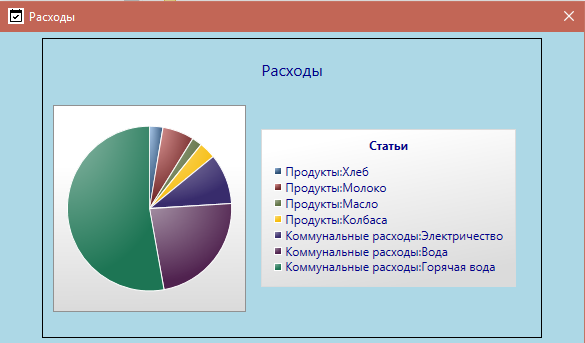 Расходы
Расходы
Статьи
Продукты:Хлеб
Продукты:Молоко
Продукты:Масло
Продукты:Колбаса
Коммунальные расходы:Электричество
Коммунальные расходы:Вода
Коммунальные расходы:Горячая вода